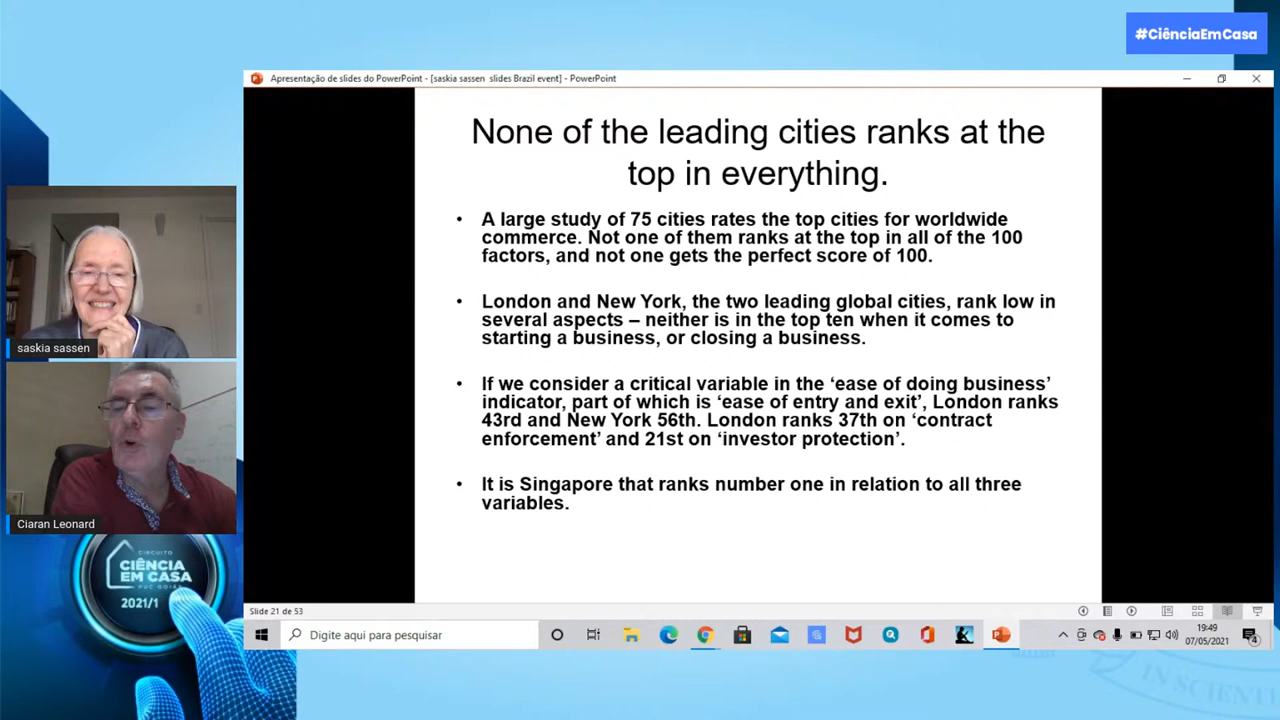 #CiênciaEmCasa
Apresentação de slides do PowerPoint - [saskia sassen slides Brazil event] - PowerPoint
None of the leading cities ranks at the
top in everything.
• A large study of 75 cities rates the top cities for worldwide
commerce. Not one of them ranks at the top in all of the 100
factors, and not one gets the perfect score of 100.
• London and New York, the two leading global cities, rank low in
several aspects – neither is in the top ten when it comes to
starting a business, or closing a business.
• If we consider a critical variable in the ‘ease of doing business’
indicator, part of which is ‘ease of entry and exit’, London ranks
43rd and New York 56th. London ranks 37th on ‘contract
enforcement’ and 21st on ‘investor protection’.
• It is Singapore that ranks number one in relation to all three
variables.
saskia sassen
Ciaran Leonard
CIRCUITO
CIÊNCIA
EM CASA
PUC GOIÁS
2021/1
Slide 21 de 53
Digite aqui para pesquisar
19:49
07/05/2021
4
IN SCIENT